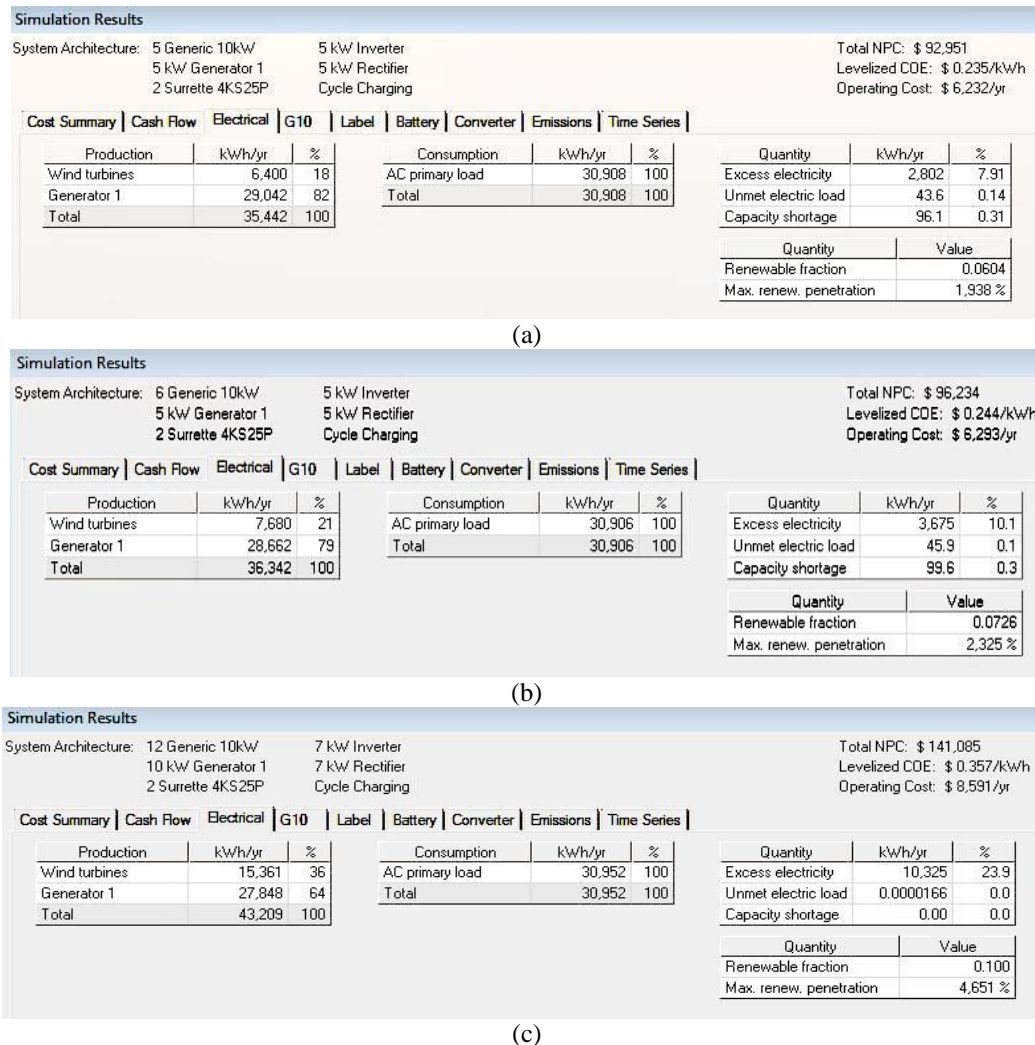 Simulation Results
System Architecture: 5 Generic 10kW 5 kW Inverter Total NPC: $ 92,951
5 kW Generator 1 5 kW Rectifier Levelized COE: $ 0.235/kWh
2 Surrette 4KS25P Cycle Charging Operating Cost: $ 6,232/yr
Cost Summary Cash Flow Electrical G10 Label Battery Converter Emissions Time Series
Production kWh/yr % Consumption kWh/yr % Quantity kWh/yr %
Wind turbines 6,400 18 AC primary load 30,908 100 Excess electricity 2,802 7.91
Generator 1 29,042 82 Total 30,908 100 Unmet electric load 43.6 0.14
Total 35,442 100 Capacity shortage 96.1 0.31
Quantity Value
Renewable fraction 0.0604
Max. renew. penetration 1,938 %
(a)
Simulation Results
System Architecture: 6 Generic 10kW 5 kW Inverter Total NPC: $ 96,234
5 kW Generator 1 5 kW Rectifier Levelized COE: $ 0.244/kWh
2 Surrette 4KS25P Cycle Charging Operating Cost: $ 6,293/yr
Cost Summary Cash Flow Electrical G10 Label Battery Converter Emissions Time Series
Production kWh/yr % Consumption kWh/yr % Quantity kWh/yr %
Wind turbines 7,680 21 AC primary load 30,906 100 Excess electricity 3,675 10.1
Generator 1 28,662 79 Total 30,906 100 Unmet electric load 45.9 0.1
Total 36,342 100 Capacity shortage 99.6 0.3
Quantity Value
Renewable fraction 0.0726
Max. renew. penetration 2,325 %
(b)
Simulation Results
System Architecture: 12 Generic 10kW 7 kW Inverter Total NPC: $ 141,085
10 kW Generator 1 7 kW Rectifier Levelized COE: $ 0.357/kWh
2 Surrette 4KS25P Cycle Charging Operating Cost: $ 8,591/yr
Cost Summary Cash Flow Electrical G10 Label Battery Converter Emissions Time Series
Production kWh/yr % Consumption kWh/yr % Quantity kWh/yr %
Wind turbines 15,361 36 AC primary load 30,952 100 Excess electricity 10,325 23.9
Generator 1 27,848 64 Total 30,952 100 Unmet electric load 0.0000166 0.0
Total 43,209 100 Capacity shortage 0.00 0.0
Quantity Value
Renewable fraction 0.100
Max. renew. penetration 4,651 %
(c)